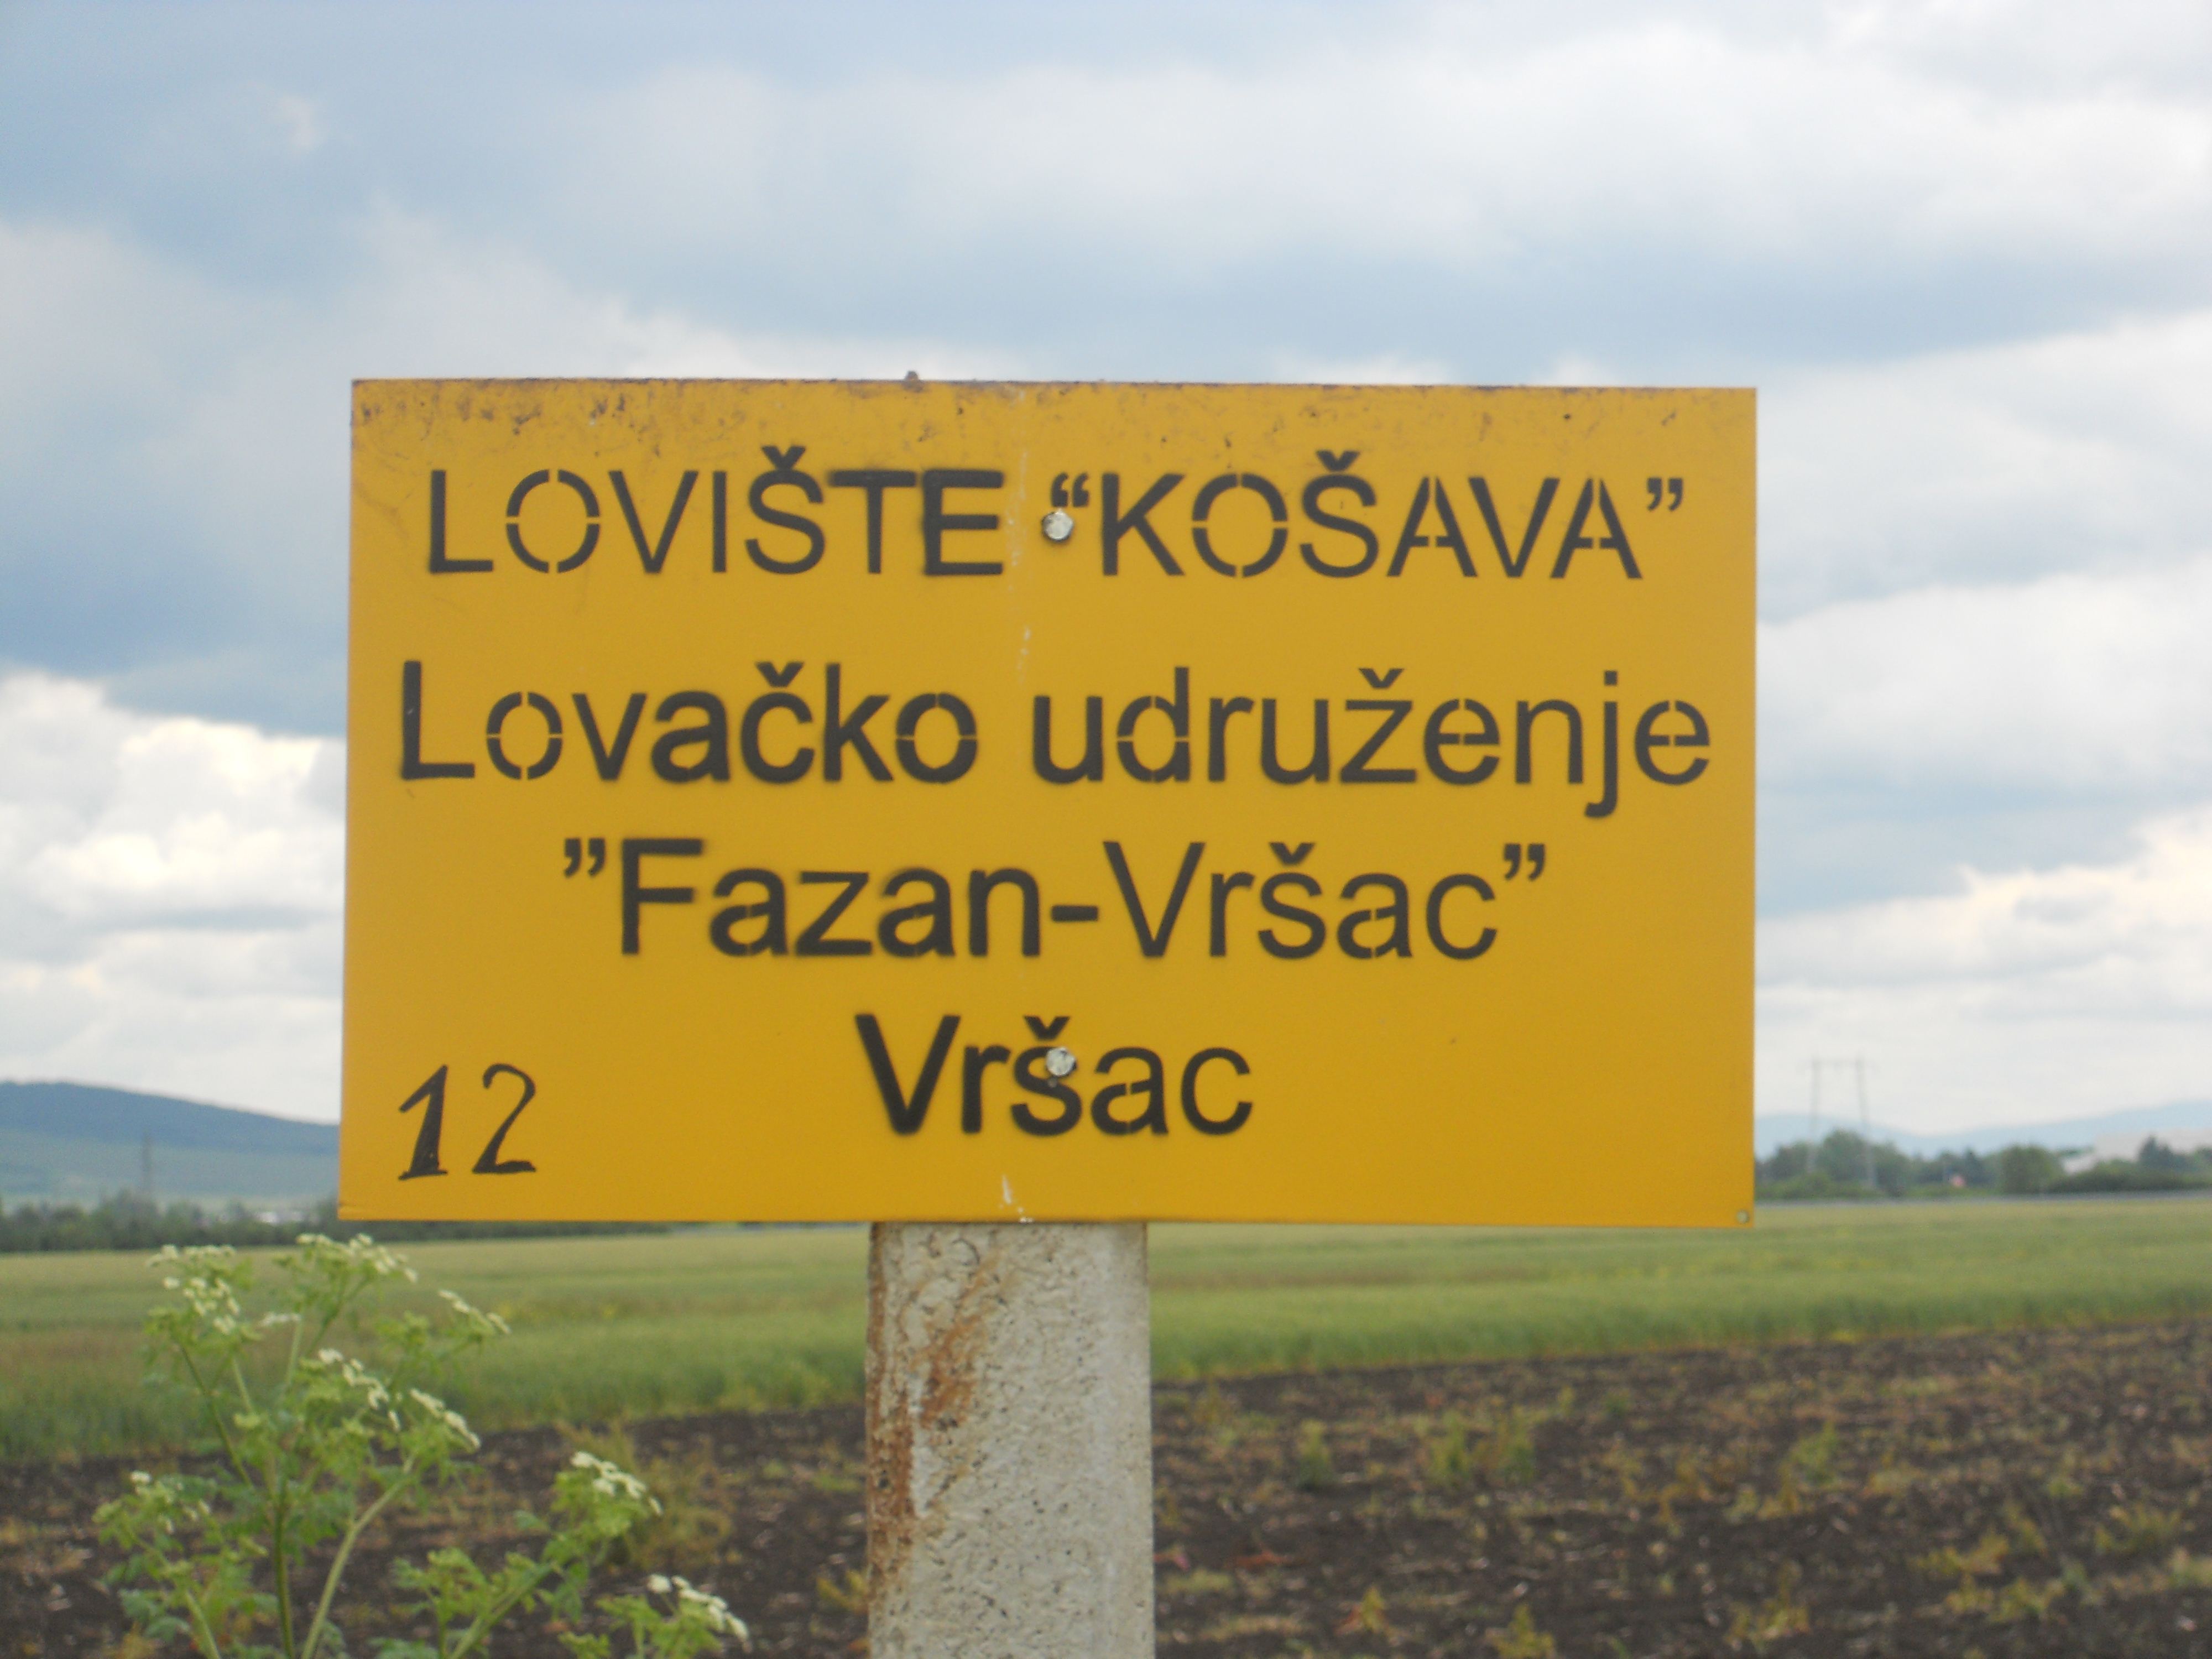 LOVIŠTE “KOŠAVA”
Lovačko udruženje
”Fazan-Vršac”
Vršac
12